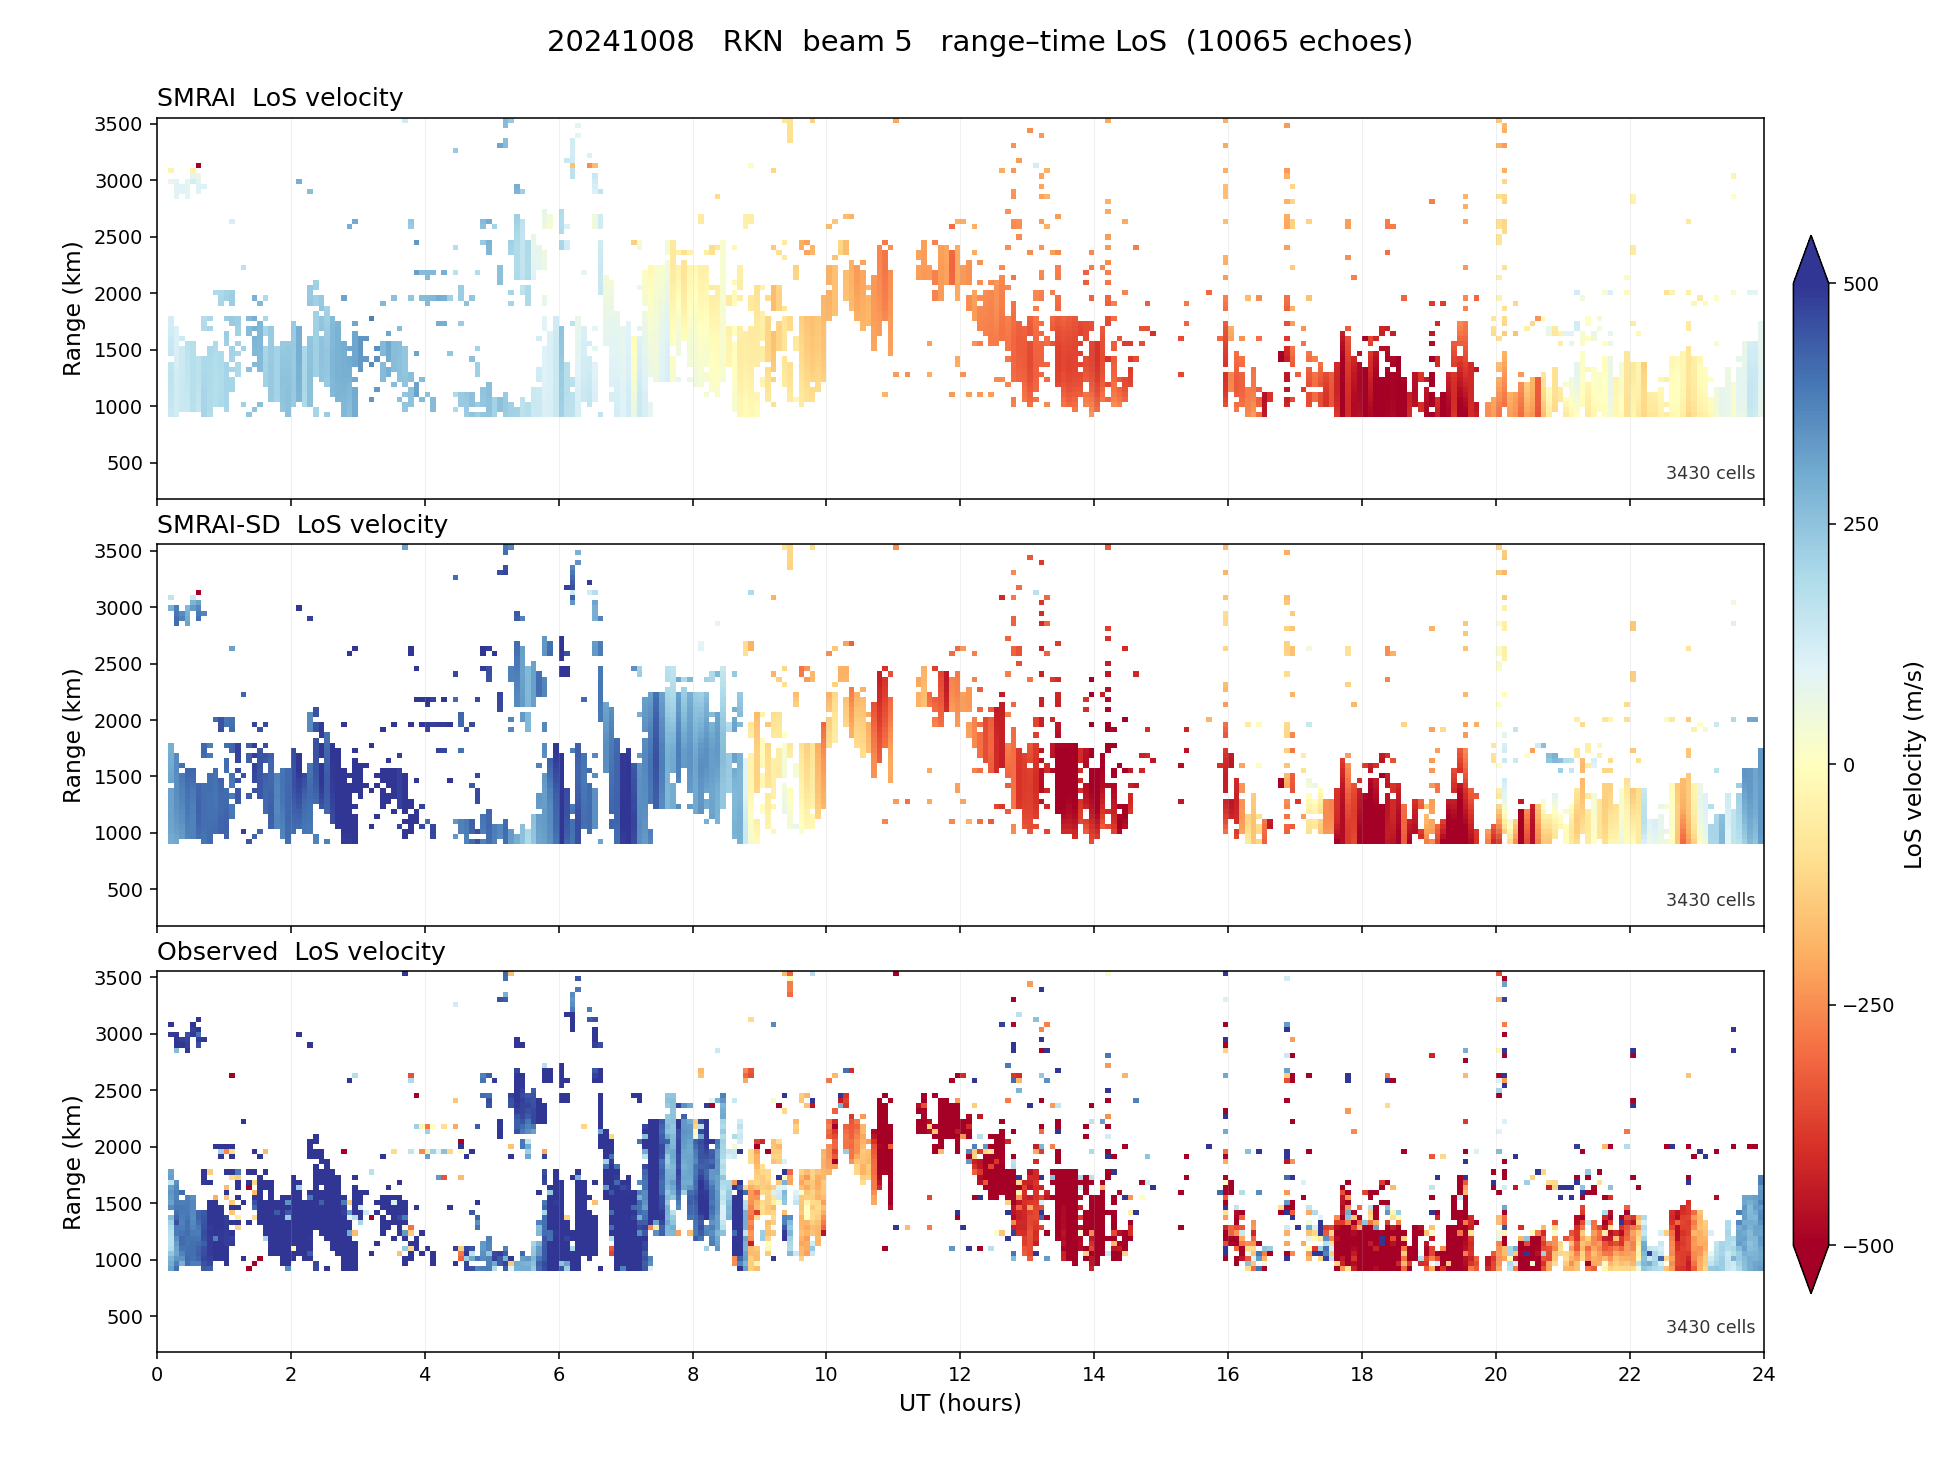 20241008   RKN  beam 5   range–time LoS  (10065 echoes)
SMRAI  LoS velocity
3500
3000
2500
2000
1500
1000
500
Range (km)
3430 cells
SMRAI-SD  LoS velocity
3500
3000
2500
2000
1500
1000
500
Range (km)
3430 cells
Observed  LoS velocity
3500
3000
2500
2000
1500
1000
500
Range (km)
3430 cells
0 2 4 6 8 10 12 14 16 18 20 22 24
UT (hours)
500
250
0
−250
−500
LoS velocity (m/s)